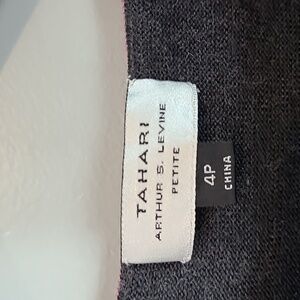 TAHARI
ARTHUR S. LEVINE
PETITE
4P
CHINA